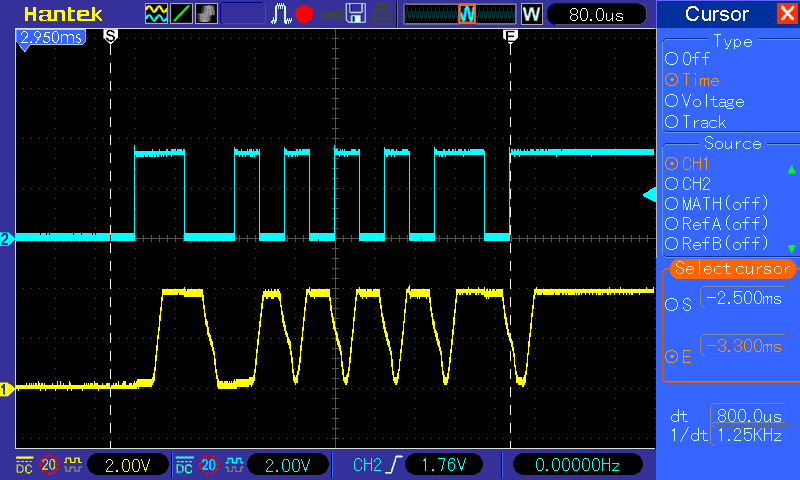 Hantek
W
W
80.0us
Cursor
2.950ms
S
E
Type
Off
Time
Voltage
Track
Source
CH1
CH2
MATH(off)
RefA(off)
RefB(off)
Select cursor
S
-2.500ms
E
-3.300ms
dt
800.0us
1/dt
1.25KHz
2
1
DC
20
2.00V
DC
20
2.00V
CH2
1.76V
0.00000Hz